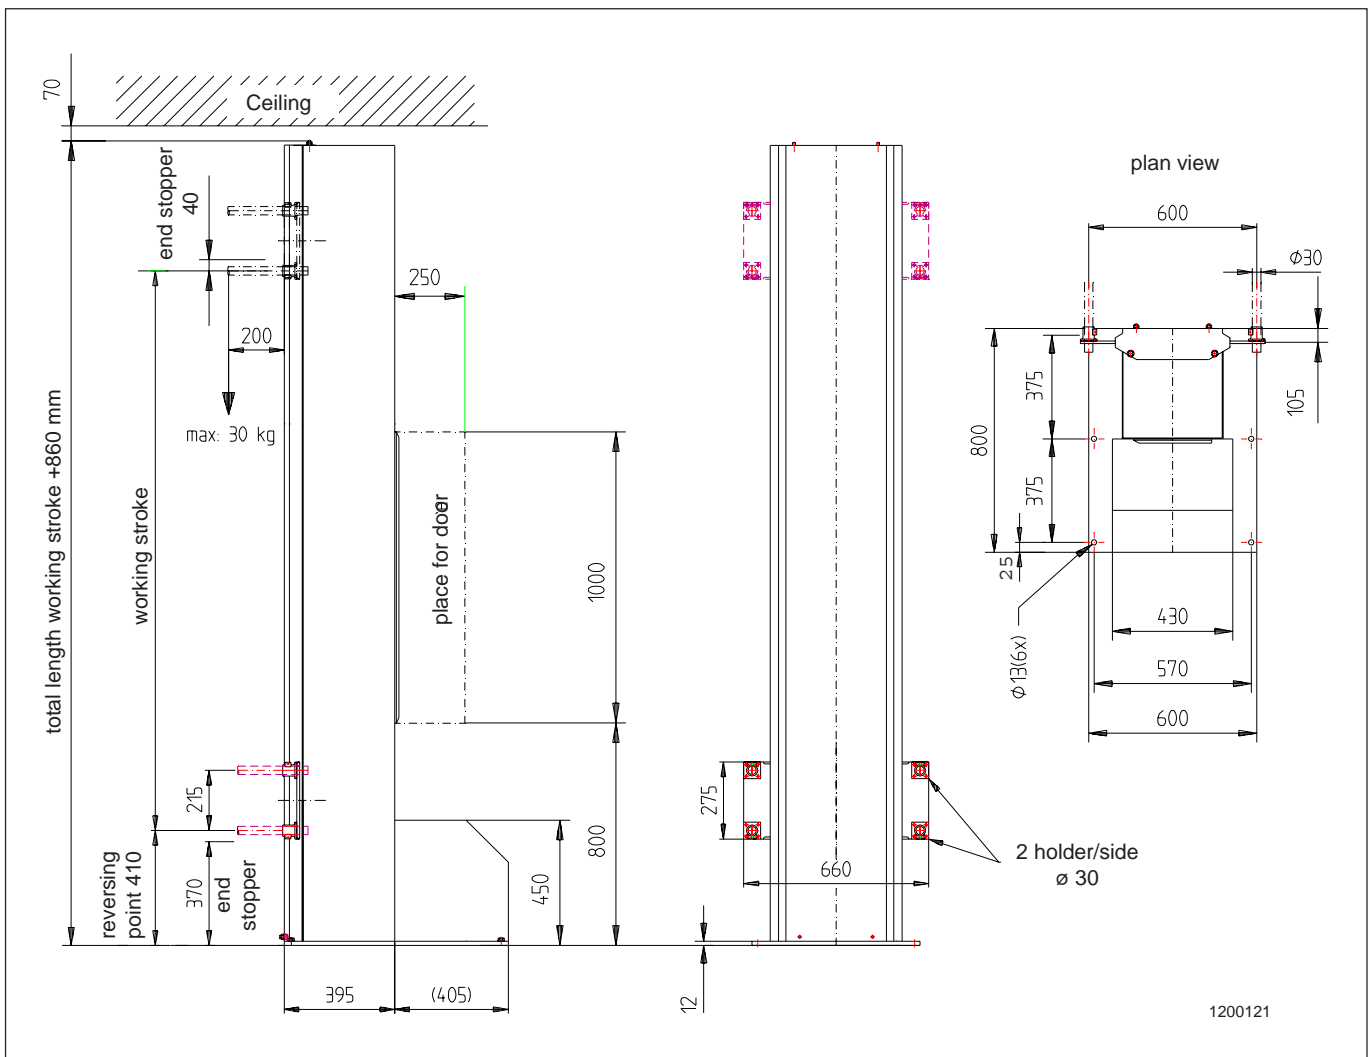 70
Ceiling
end stopper
40
250
200
max: 30 kg
total length working stroke +860 mm
working stroke
place for door
1000
215
reversing
point 410
370
end
stopper
450
800
395
(405)
275
660
2 holder/side
ø 30
12
plan view
600
Φ30
375
800
105
375
25
Φ13(6x)
430
570
600
1200121